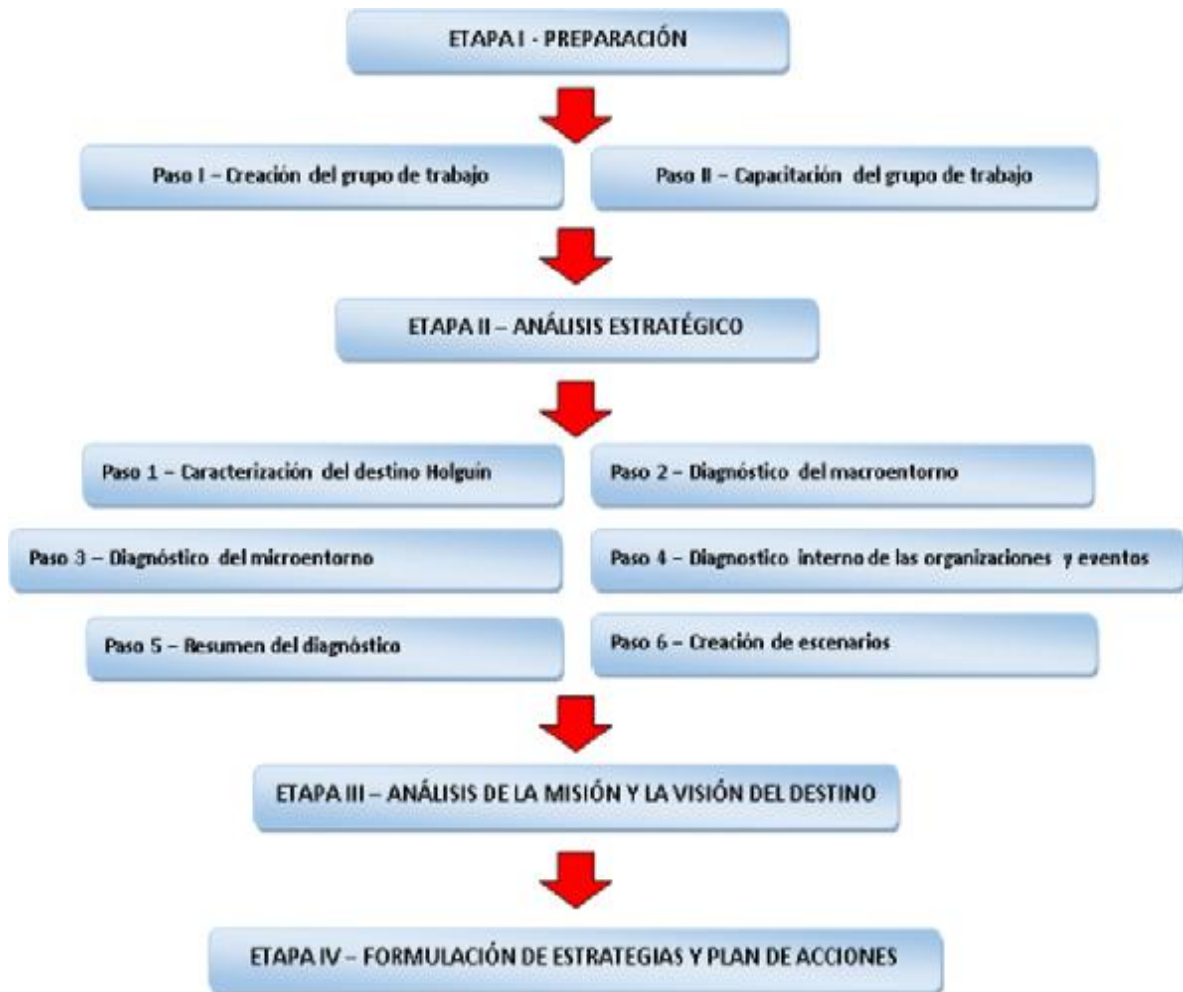 ETAPA I - PREPARACIÓN
Paso I – Creación del grupo de trabajo
Paso II – Capacitación del grupo de trabajo
ETAPA II – ANÁLISIS ESTRATÉGICO
Paso 1 – Caracterización del destino Holguín
Paso 2 – Diagnóstico del macroentorno
Paso 3 – Diagnóstico del microentorno
Paso 4 – Diagnostico interno de las organizaciones y eventos
Paso 5 – Resumen del diagnóstico
Paso 6 – Creación de escenarios
ETAPA III – ANÁLISIS DE LA MISIÓN Y LA VISIÓN DEL DESTINO
ETAPA IV – FORMULACIÓN DE ESTRATEGIAS Y PLAN DE ACCIONES